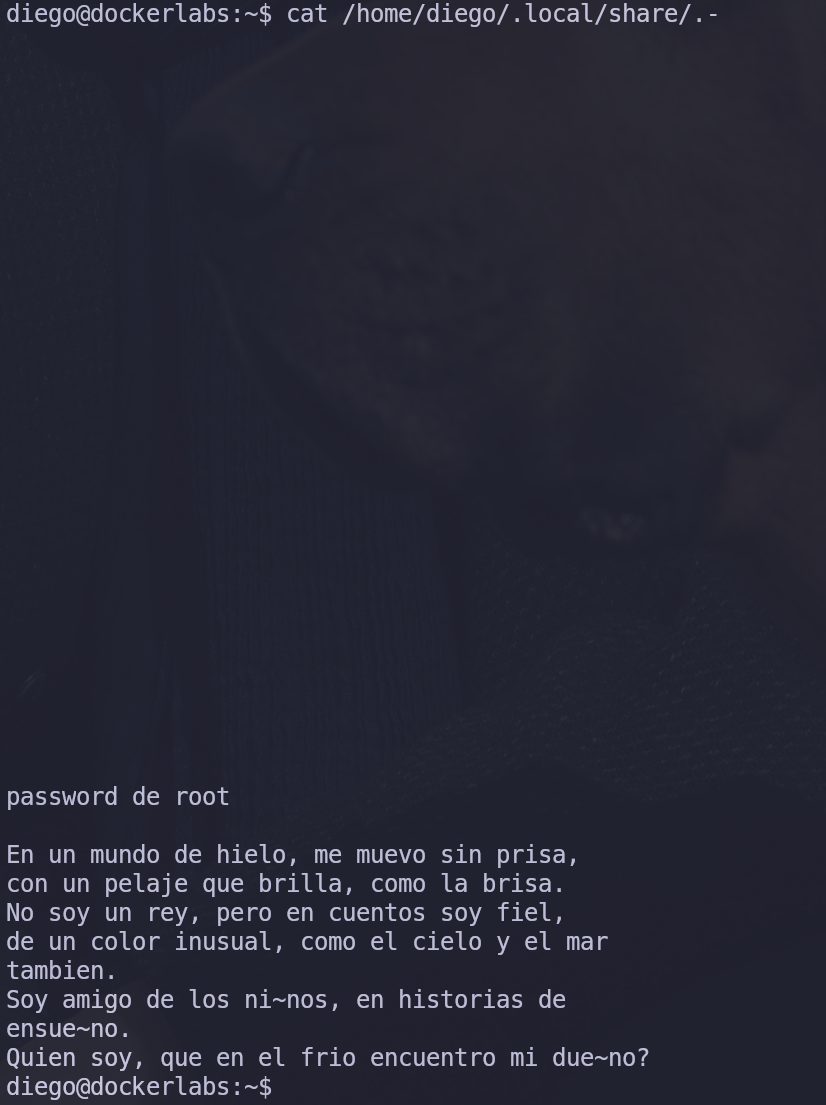 diego@dockerlabs:~$ cat /home/diego/.local/share/.-
password de root
En un mundo de hielo, me muevo sin prisa,
con un pelaje que brilla, como la brisa.
No soy un rey, pero en cuentos soy fiel,
de un color inusual, como el cielo y el mar
tambien.
Soy amigo de los ni~nos, en historias de
ensue~no.
Quien soy, que en el frio encuentro mi due~no?
diego@dockerlabs:~$